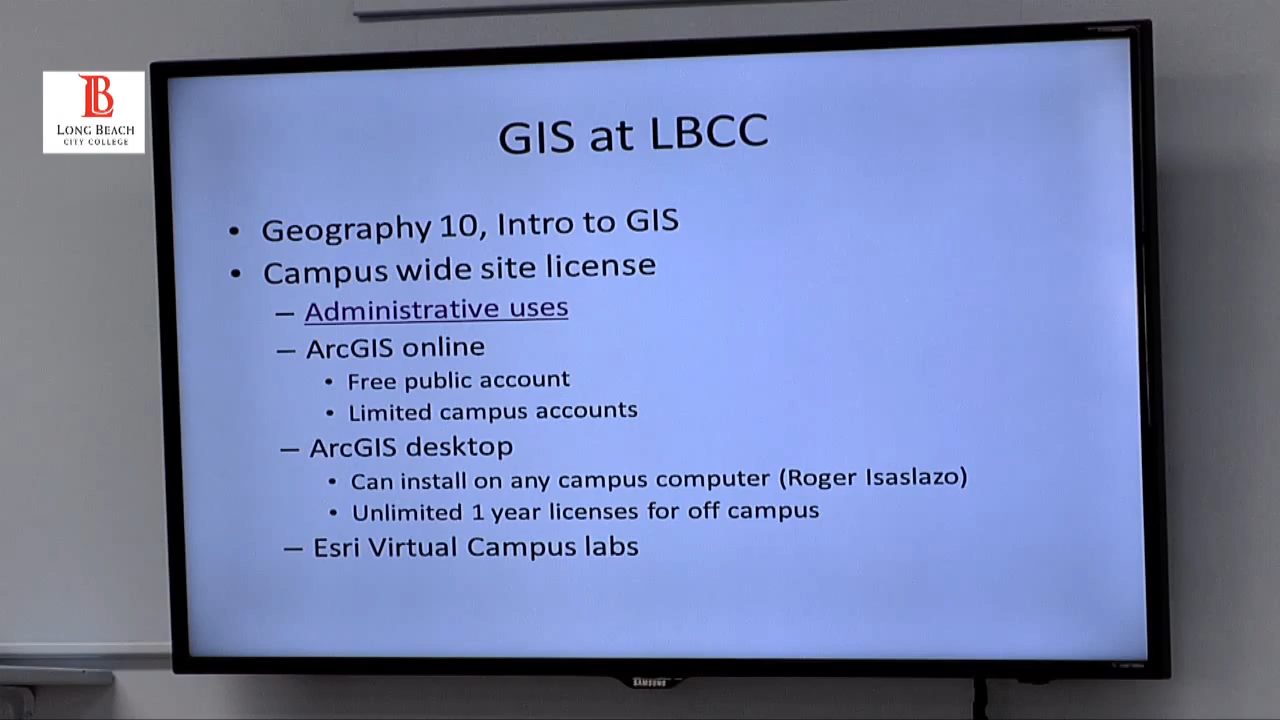 LB
LONG BEACH
CITY COLLEGE
GIS at LBCC
• Geography 10, Intro to GIS
• Campus wide site license
– Administrative uses
– ArcGIS online
• Free public account
• Limited campus accounts
– ArcGIS desktop
• Can install on any campus computer (Roger Isaslazo)
• Unlimited 1 year licenses for off campus
– Esri Virtual Campus labs
SAMSUNG